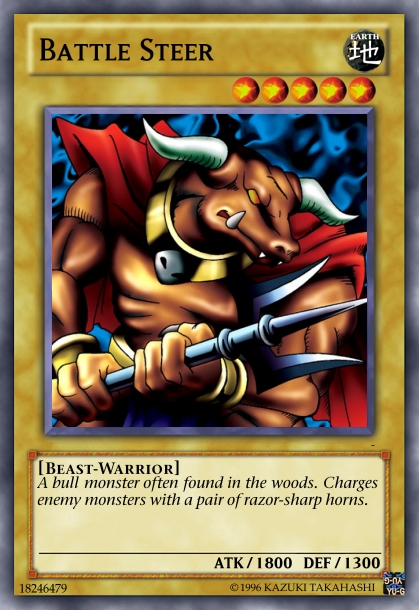 BATTLE STEER
EARTH
地
[BEAST-WARRIOR]
A bull monster often found in the woods. Charges
enemy monsters with a pair of razor-sharp horns.
ATK / 1800 DEF / 1300
18246479
©1996 KAZUKI TAKAHASHI